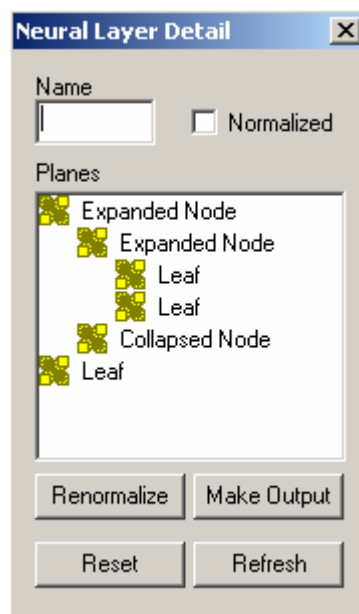 Neural Layer Detail
Name
Normalized
Planes
Expanded Node
Expanded Node
Leaf
Leaf
Collapsed Node
Leaf
Renormalize Make Output
Reset Refresh